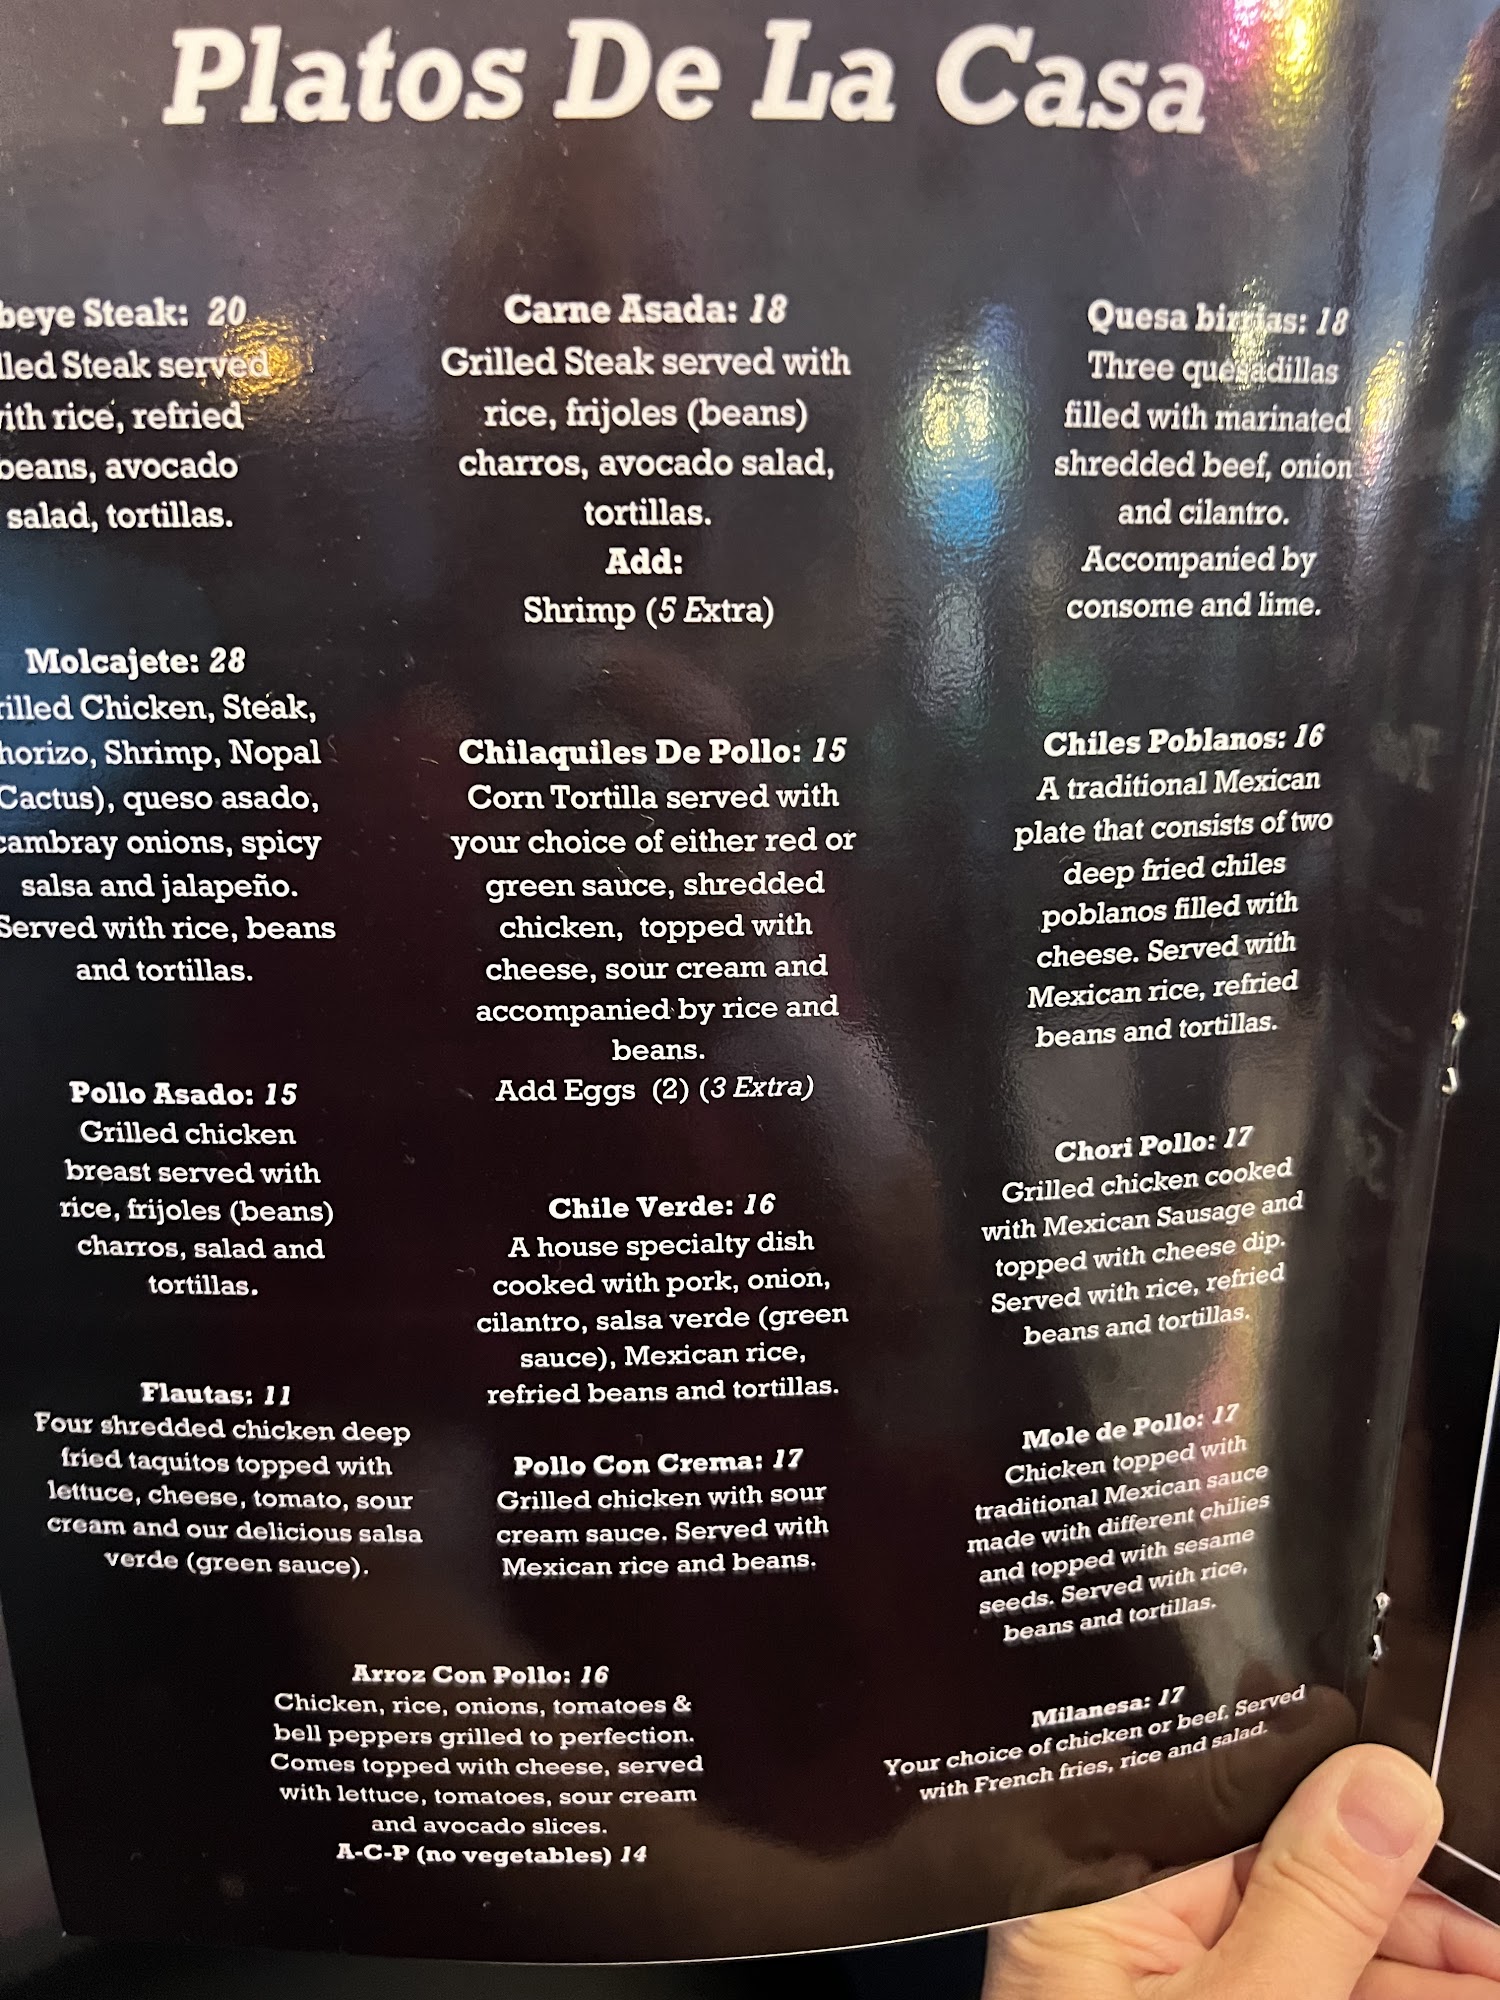 Platos De La Casa
beye Steak: 20
lled Steak served
ith rice, refried
beans, avocado
salad, tortillas.
Molcajete: 28
rilled Chicken, Steak,
horizo, Shrimp, Nopal
Cactus), queso asado,
cambray onions, spicy
salsa and jalapeño.
Served with rice, beans
and tortillas.
Pollo Asado: 15
Grilled chicken
breast served with
rice, frijoles (beans)
charros, salad and
tortillas.
Flautas: 11
Four shredded chicken deep
fried taquitos topped with
lettuce, cheese, tomato, sour
cream and our delicious salsa
verde (green sauce).
Carne Asada: 18
Grilled Steak served with
rice, frijoles (beans)
charros, avocado salad,
tortillas.
Add:
Shrimp (5 Extra)
Chilaquiles De Pollo: 15
Corn Tortilla served with
your choice of either red or
green sauce, shredded
chicken, topped with
cheese, sour cream and
accompanied by rice and
beans.
Add Eggs (2) (3 Extra)
Chile Verde: 16
A house specialty dish
cooked with pork, onion,
cilantro, salsa verde (green
sauce), Mexican rice,
refried beans and tortillas.
Pollo Con Crema: 17
Grilled chicken with sour
cream sauce. Served with
Mexican rice and beans.
Quesa birrias: 18
Three quesadillas
filled with marinated
shredded beef, onion
and cilantro.
Accompanied by
consome and lime.
Chiles Poblanos: 16
A traditional Mexican
plate that consists of two
deep fried chiles
poblanos filled with
cheese. Served with
Mexican rice, refried
beans and tortillas.
Chori Pollo: 17
Grilled chicken cooked
with Mexican Sausage and
topped with cheese dip.
Served with rice, refried
beans and tortillas.
Mole de Pollo: 17
Chicken topped with
traditional Mexican sauce
made with different chilies
and topped with sesame
seeds. Served with rice,
beans and tortillas.
Arroz Con Pollo: 16
Chicken, rice, onions, tomatoes &
bell peppers grilled to perfection.
Comes topped with cheese, served
with lettuce, tomatoes, sour cream
and avocado slices.
A-C-P (no vegetables) 14
Milanesa: 17
Your choice of chicken or beef. Served
with French fries, rice and salad.